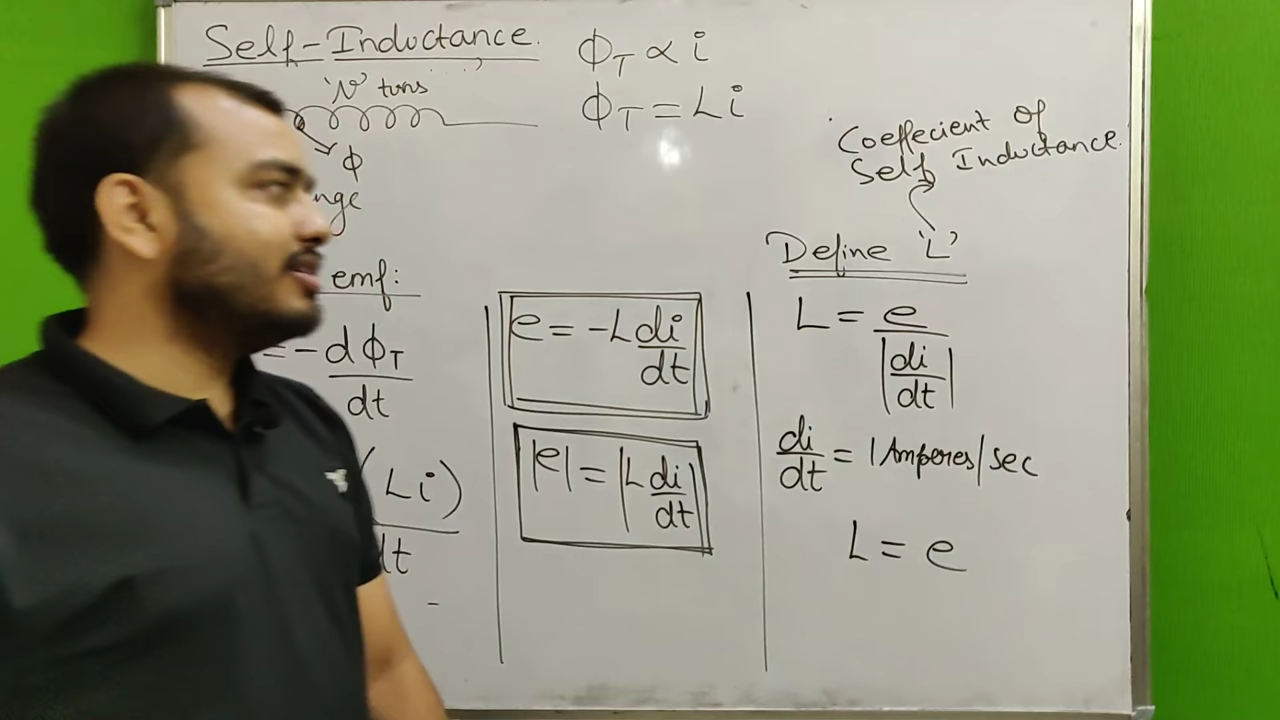 Self-Inductance.
'N' turns
ϕ
ϕT ∝ i
ϕT = Li
emf:
= -dϕT
dt
(Li)
dt
-
e = -L di/dt
|e| = |L di/dt|
Coeffecient of
Self Inductance.
Define 'L'
L = e
|di/dt|
di/dt = 1 Amperes/sec
L = e